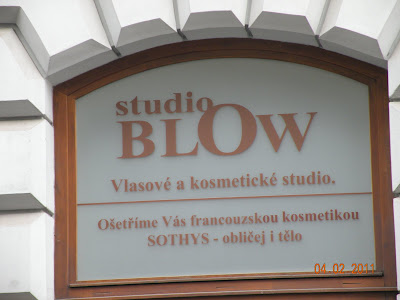 studio
BLOW
Vlasové a kosmetické studio.
Ošetříme Vás francouzskou kosmetikou
SOTHYS - obličej i tělo
04.02.2011